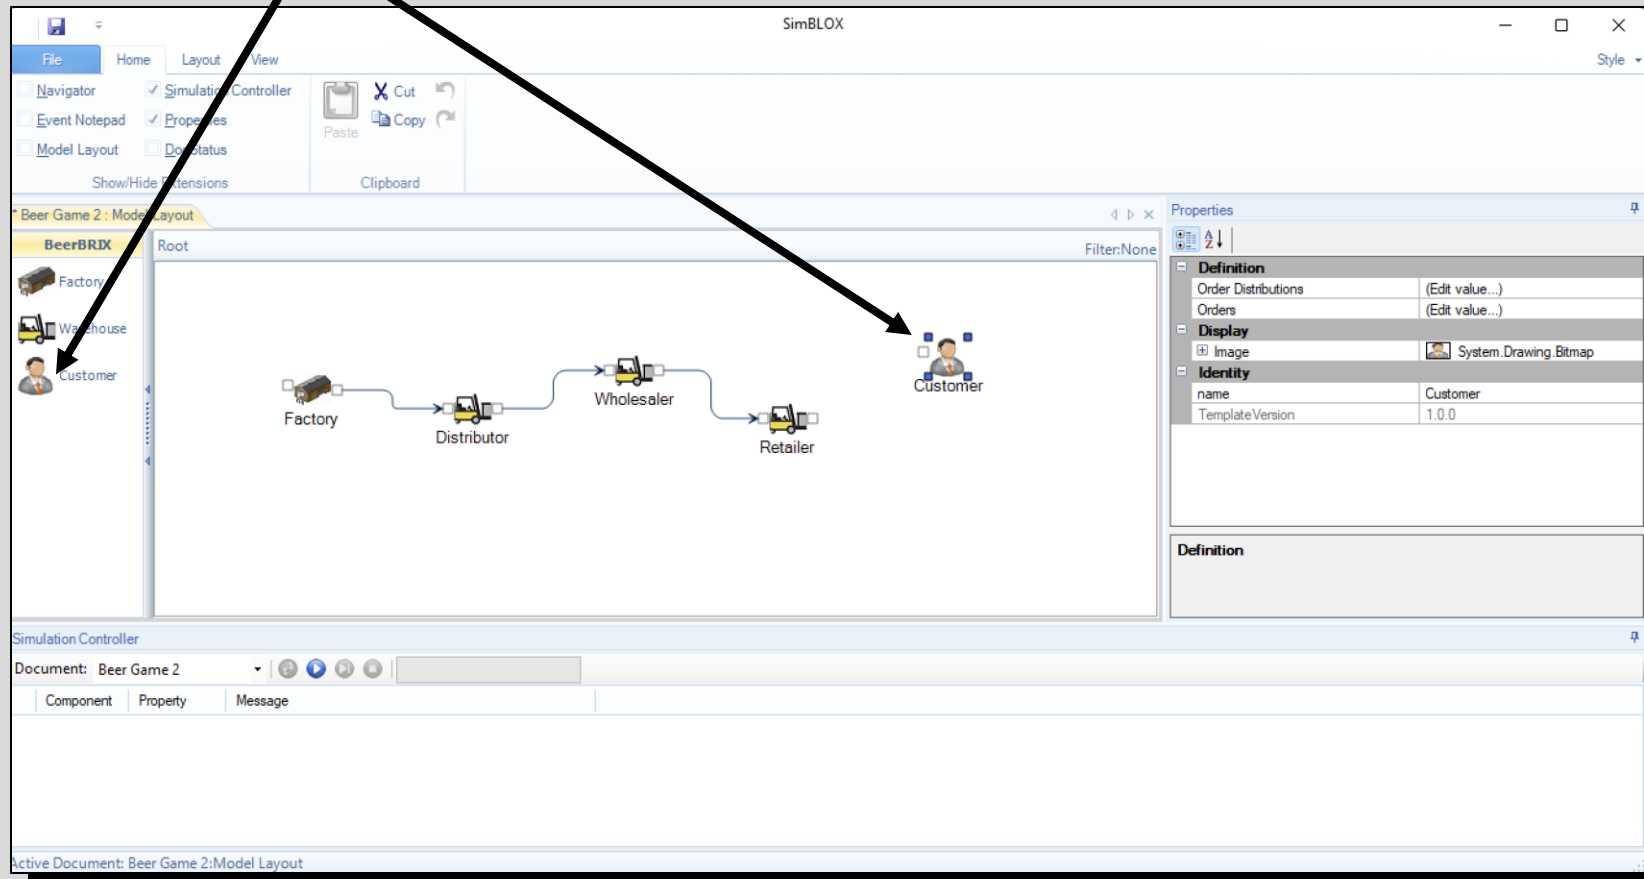 SimBLOX
File Home Layout View Style
Navigator Simulation Controller Cut
Event Notepad Properties Copy
Paste
Model Layout Doc Status
Show/Hide Extensions Clipboard
* Beer Game 2 : Model Layout
Properties
BeerBRIX
Root
Filter:None
Factory
Warehouse
Customer
Factory
Distributor
Wholesaler
Retailer
Customer
Definition
Order Distributions (Edit value...)
Orders (Edit value...)
Display
Image System.Drawing.Bitmap
Identity
name Customer
TemplateVersion 1.0.0
Definition
Simulation Controller
Document: Beer Game 2
Component Property Message
Active Document: Beer Game 2:Model Layout